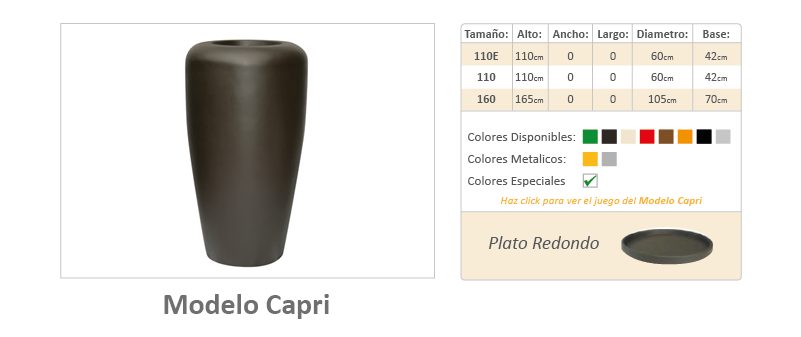 Tamaño: Alto: Ancho: Largo: Diametro: Base:
110E 110cm 0 0 60cm 42cm
110 110cm 0 0 60cm 42cm
160 165cm 0 0 105cm 70cm
Colores Disponibles:
Colores Metalicos:
Colores Especiales
Haz click para ver el juego del Modelo Capri
Plato Redondo
Modelo Capri